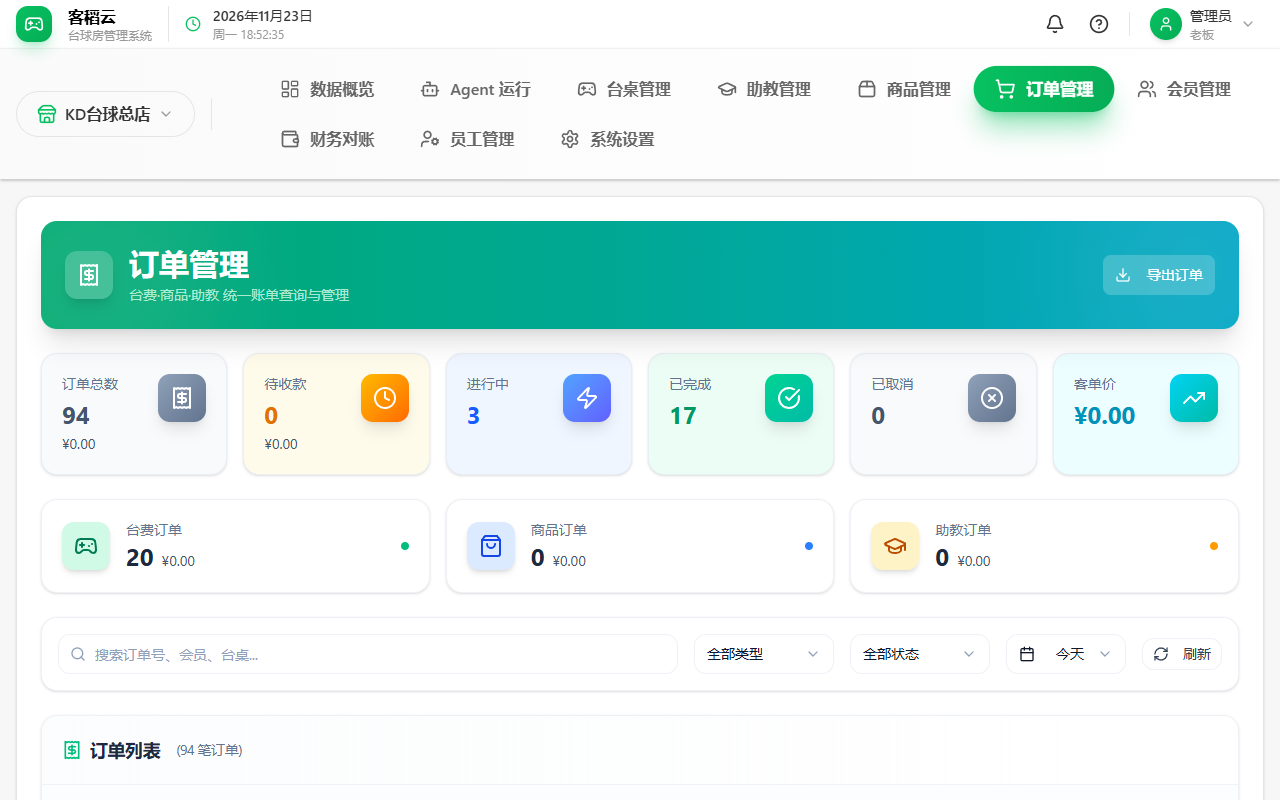 客稻云
台球房管理系统
2026年11月23日
周一 18:52:35
管理员
老板
KD台球总店
数据概览
Agent 运行
台桌管理
助教管理
商品管理
订单管理
会员管理
财务对账
员工管理
系统设置
订单管理
台费·商品·助教 统一账单查询与管理
导出订单
订单总数
94
¥0.00
待收款
0
¥0.00
进行中
3
已完成
17
已取消
0
客单价
¥0.00
台费订单
20 ¥0.00
商品订单
0 ¥0.00
助教订单
0 ¥0.00
搜索订单号、会员、台桌...
全部类型
全部状态
今天
刷新
订单列表 (94 笔订单)